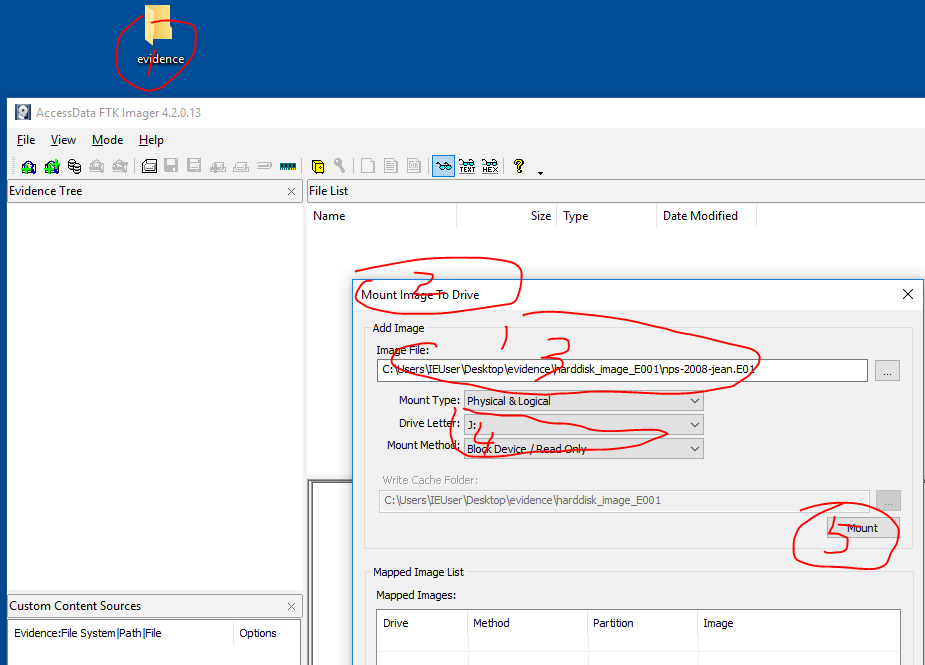 evidence
1
AccessData FTK Imager 4.2.0.13
File View Mode Help
TEXT HEX
Evidence Tree
File List
Name Size Type Date Modified
2
Mount Image To Drive
Add Image
1
Image File:
3
C:\Users\IEUser\Desktop\evidence\harddisk_image_E001\nps-2008-jean.E01
...
Mount Type: Physical & Logical
Drive Letter: J:
4
Mount Method: Block Device / Read Only
Write Cache Folder:
C:\Users\IEUser\Desktop\evidence\harddisk_image_E001
...
Mount
5
Mapped Image List
Mapped Images:
Drive Method Partition Image
Custom Content Sources
Evidence:File System|Path|File Options